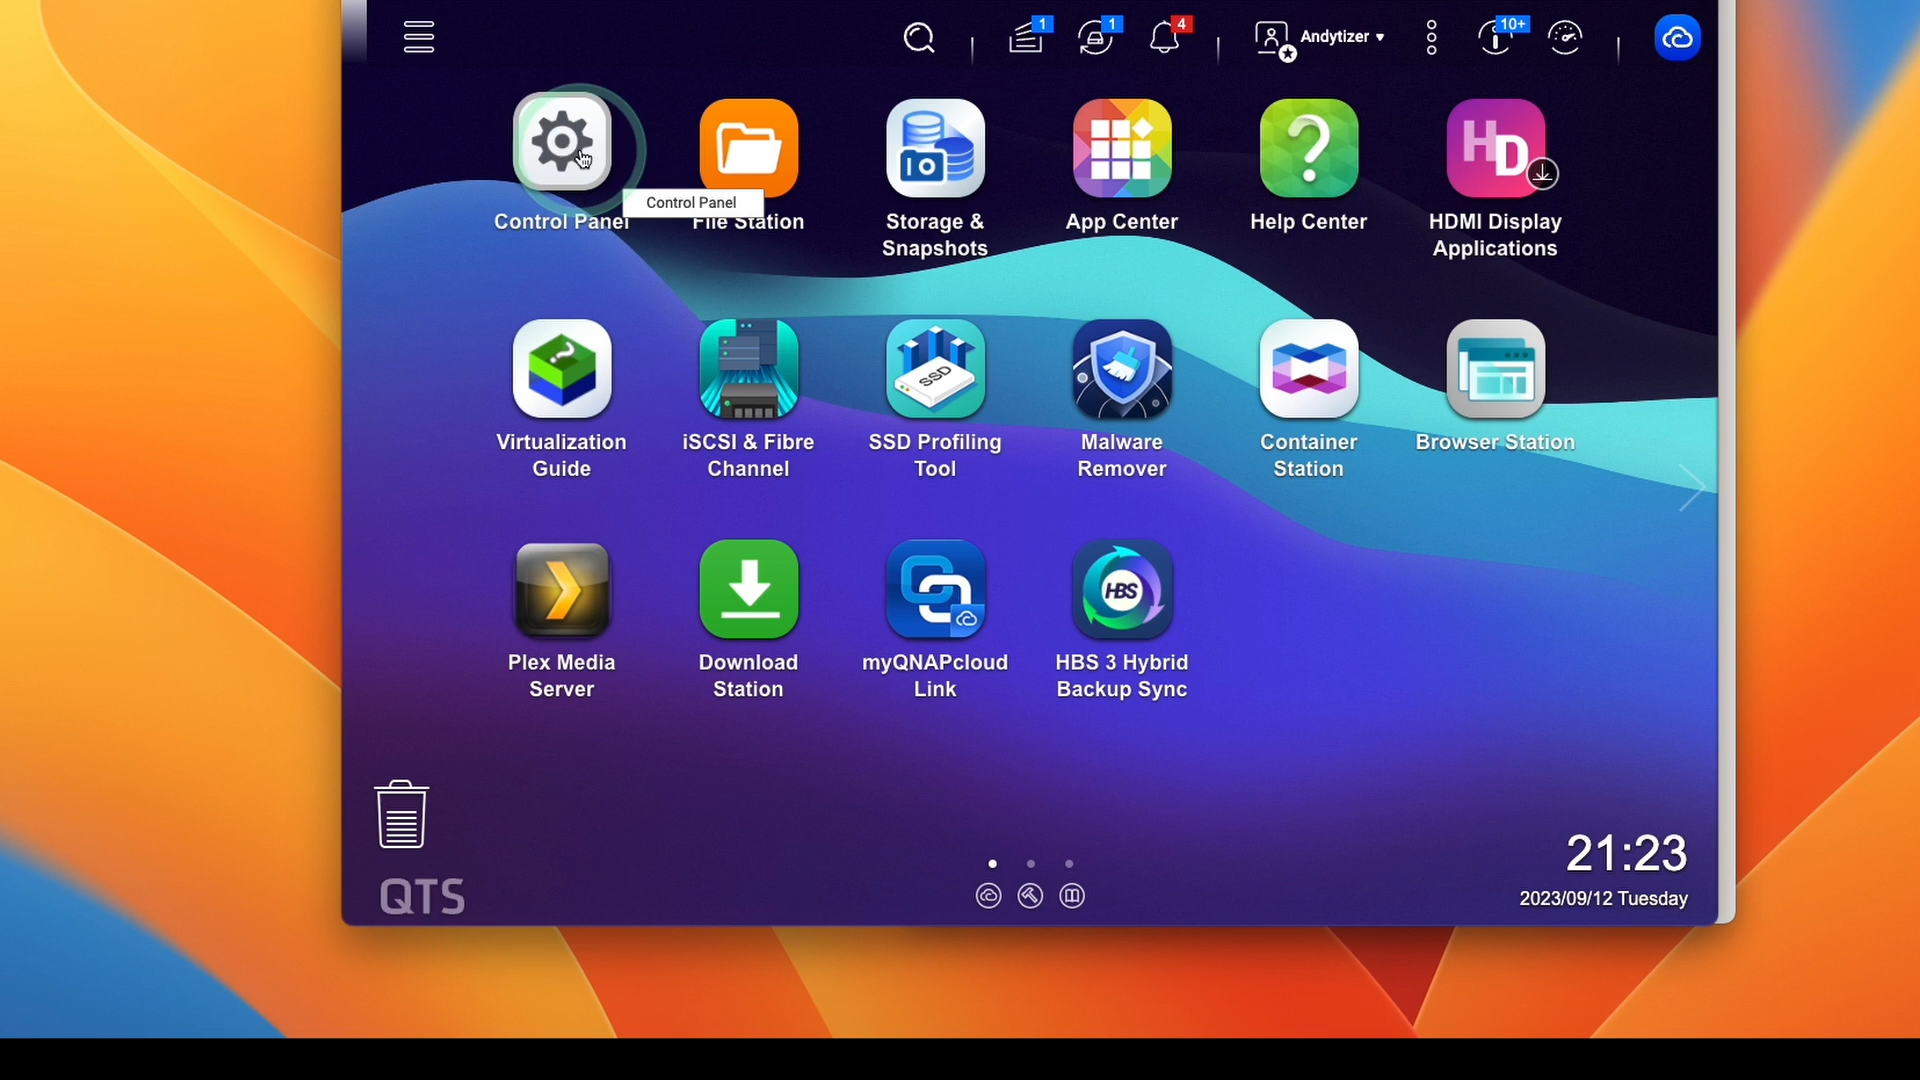 1
1
4
Andytizer
10+
Control Panel
Control Panel
File Station
Storage &
Snapshots
App Center
Help Center
HD
HDMI Display
Applications
Virtualization
Guide
iSCSI & Fibre
Channel
SSD
SSD Profiling
Tool
Malware
Remover
Container
Station
Browser Station
Plex Media
Server
Download
Station
myQNAPcloud
Link
HBS
HBS 3 Hybrid
Backup Sync
21:23
2023/09/12 Tuesday
QTS